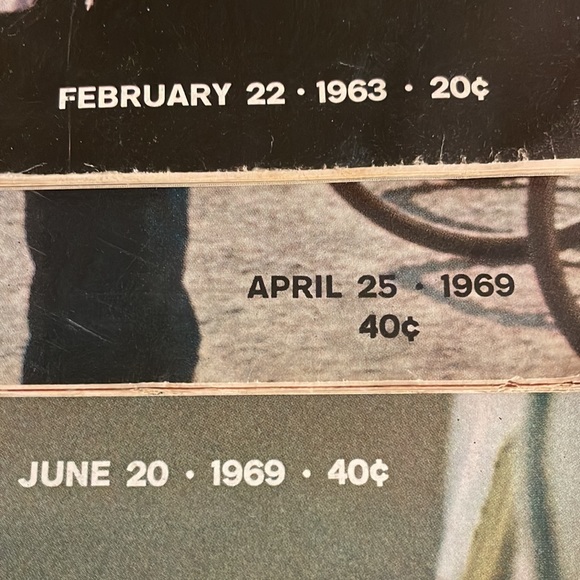 FEBRUARY 22 · 1963 · 20¢
APRIL 25 · 1969
40¢
JUNE 20 · 1969 · 40¢